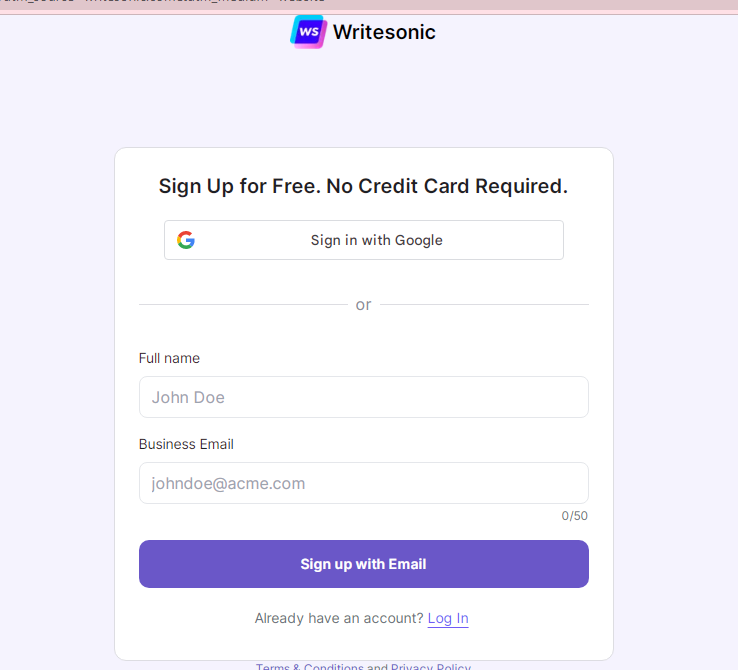 WS Writesonic
Sign Up for Free. No Credit Card Required.
Sign in with Google
or
Full name
John Doe
Business Email
johndoe@acme.com
0/50
Sign up with Email
Already have an account? Log In
Terms & Conditions and Privacy Policy